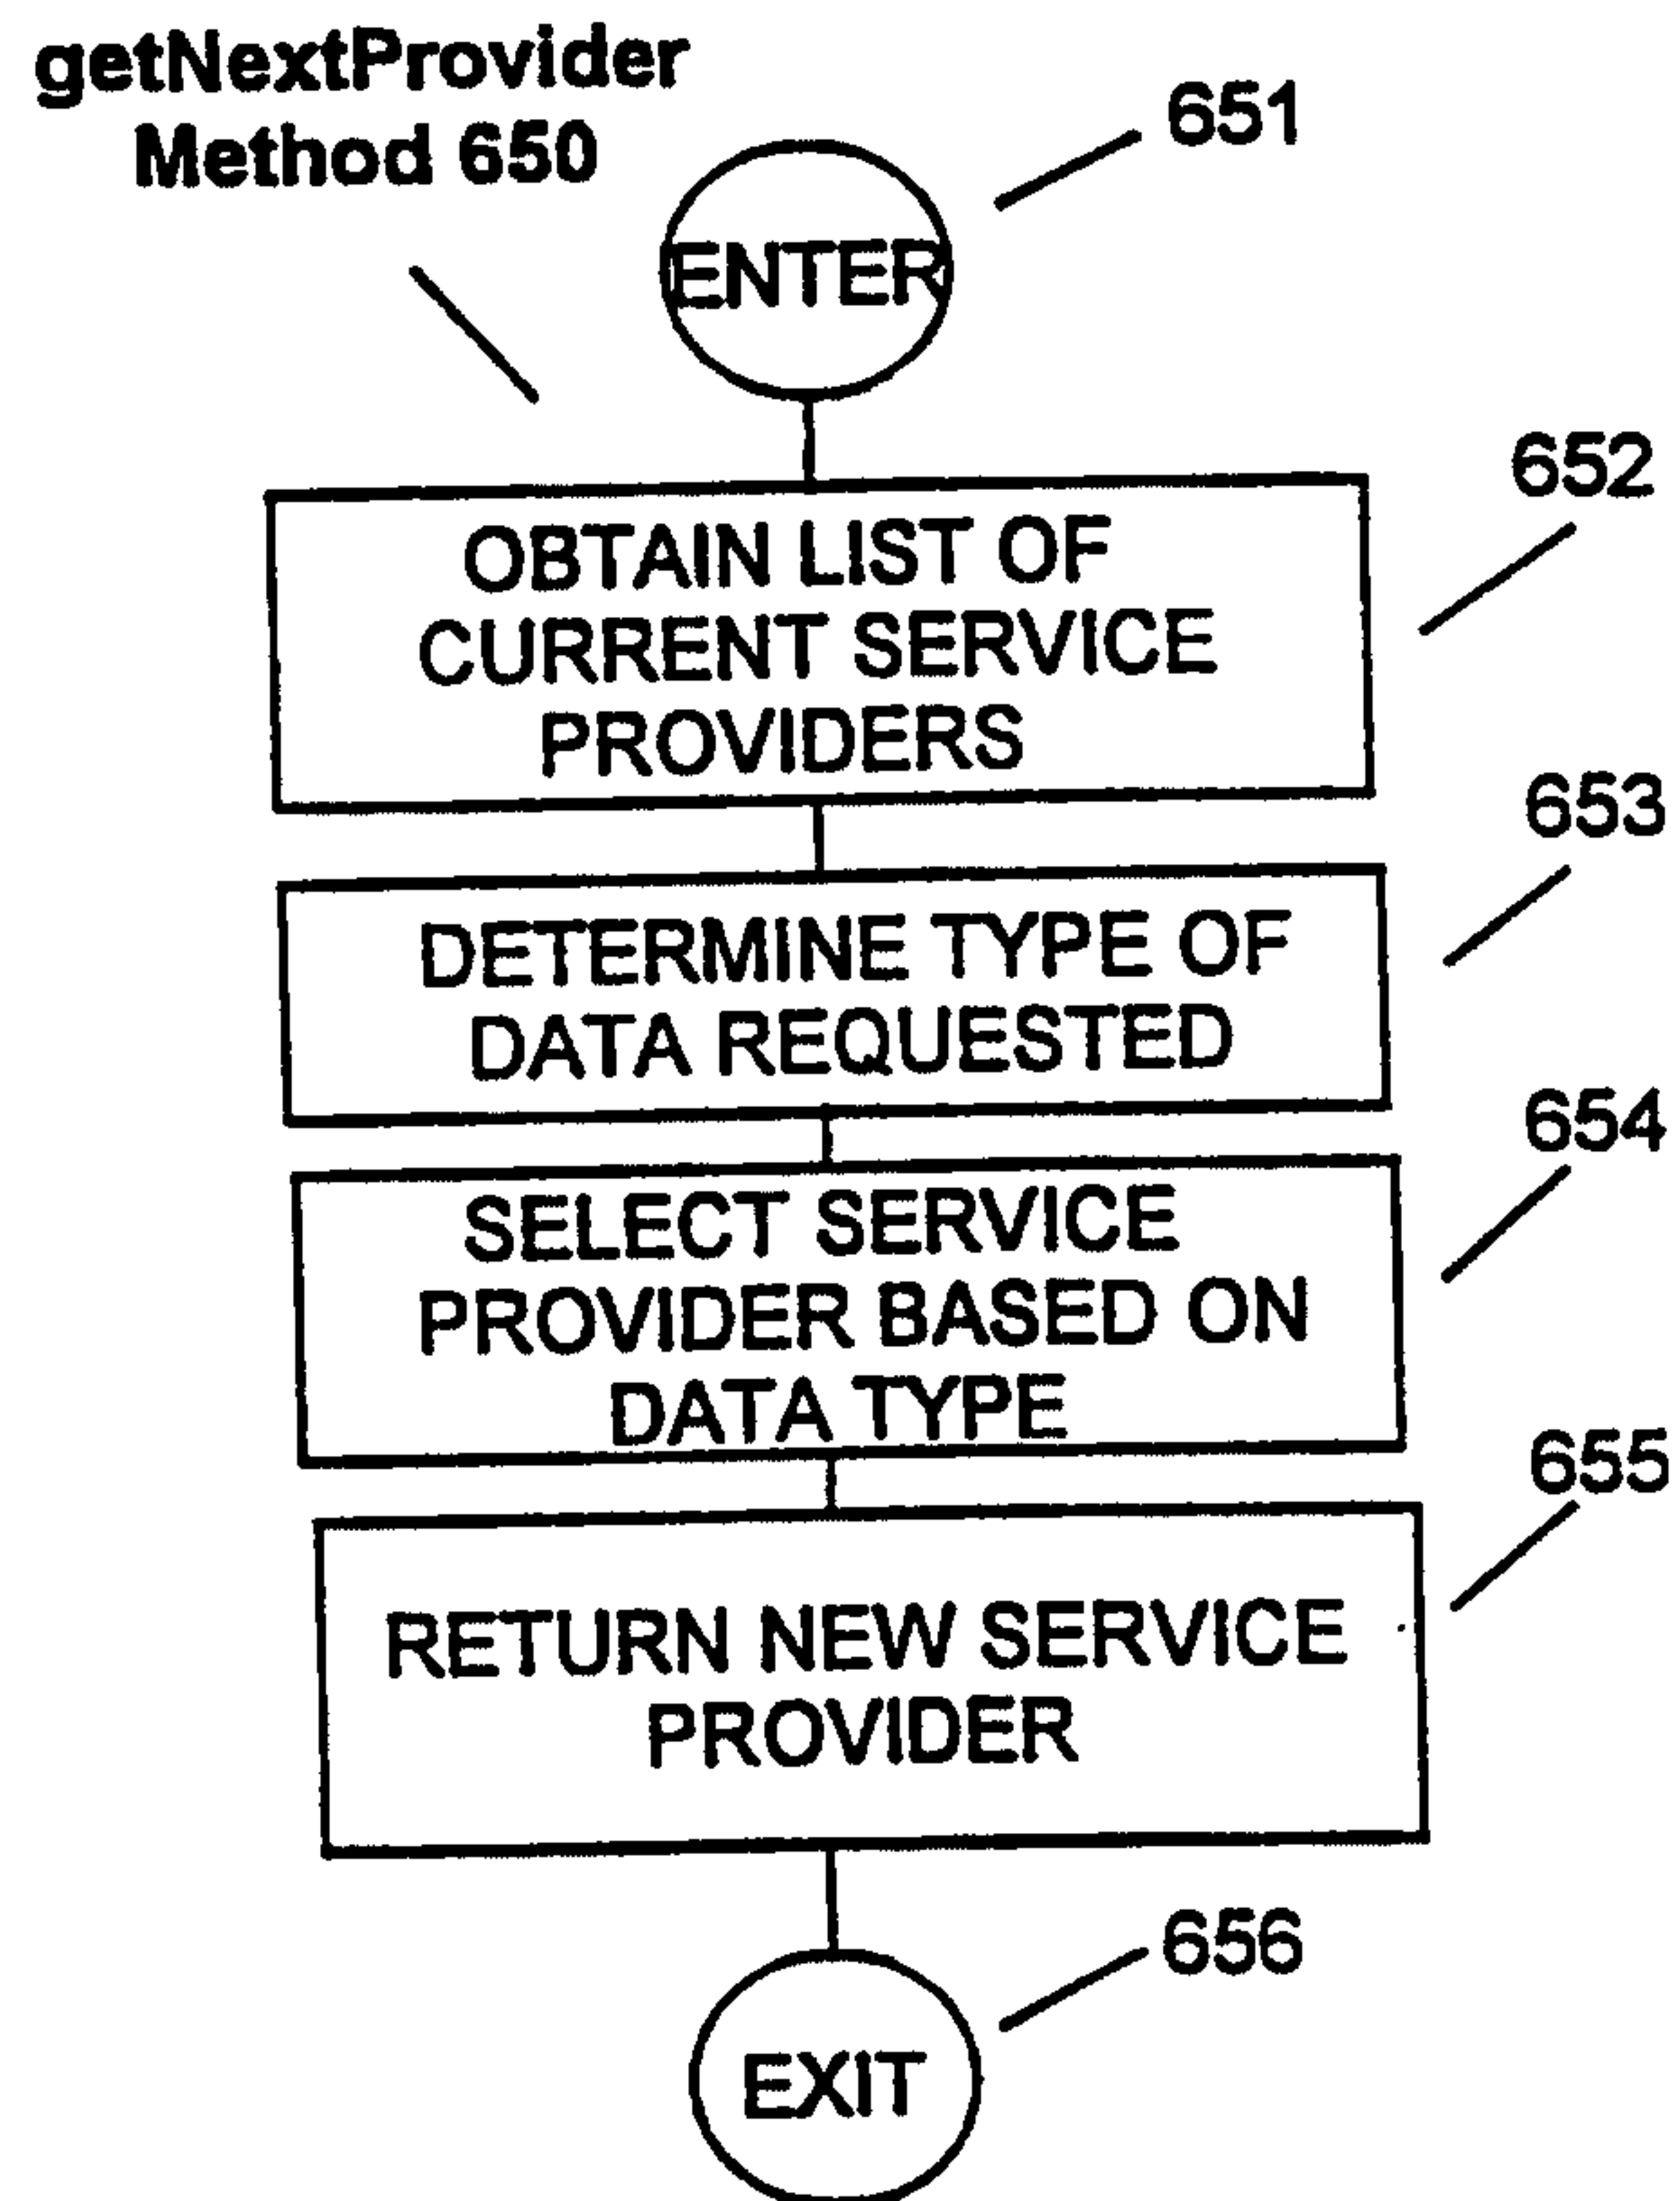 getNextProvider
Method 650
651
ENTER
652
OBTAIN LIST OF
CURRENT SERVICE
PROVIDERS
653
DETERMINE TYPE OF
DATA REQUESTED
654
SELECT SERVICE
PROVIDER BASED ON
DATA TYPE
655
RETURN NEW SERVICE
PROVIDER
656
EXIT